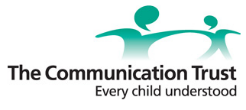 The Communication Trust
Every child understood